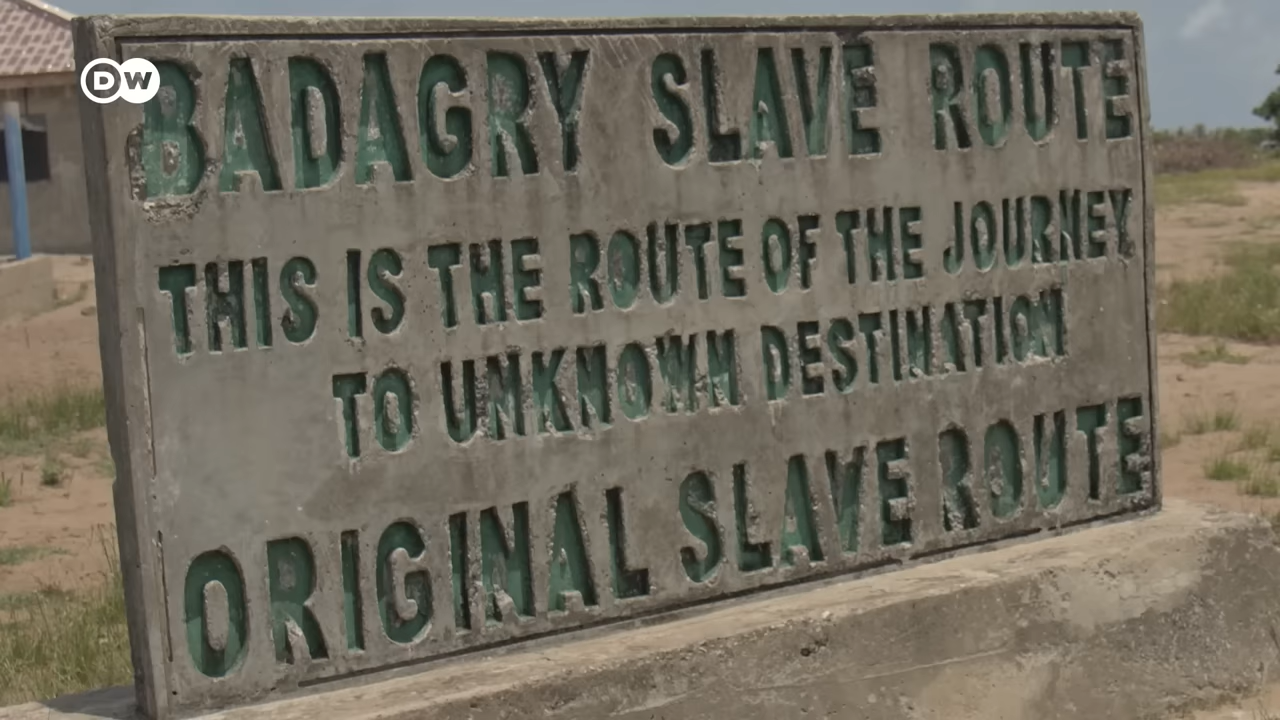 DW
BADAGRY SLAVE ROUTE
THIS IS THE ROUTE OF THE JOURNEY
TO UNKNOWN DESTINATION
ORIGINAL SLAVE ROUTE